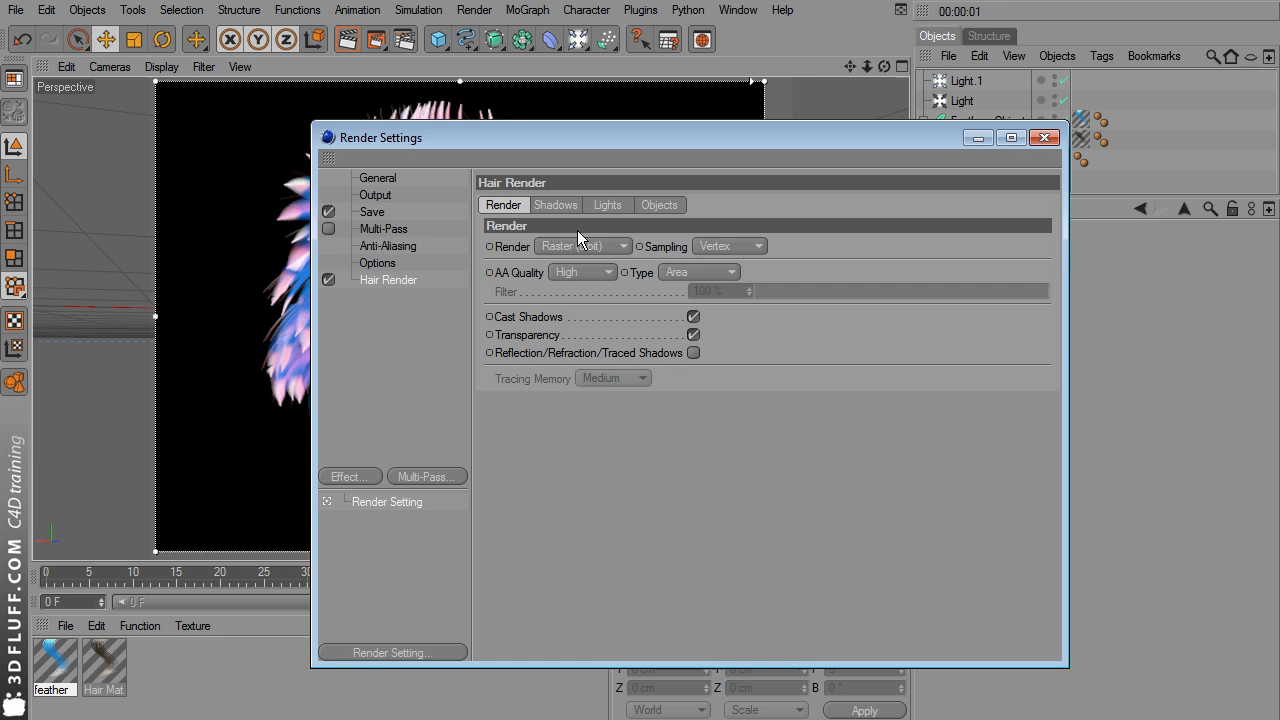 File Edit Objects Tools Selection Structure Functions Animation Simulation Render MoGraph Character Plugins Python Window Help
00:00:01
Objects Structure
File Edit View Objects Tags Bookmarks
Edit Cameras Display Filter View
Perspective
Light.1
Light
Render Settings
General
Output
Save
Multi-Pass
Anti-Aliasing
Options
Hair Render
Effect... Multi-Pass...
Render Setting
Render Setting...
Hair Render
Render Shadows Lights Objects
Render
Render Raster bit) Sampling Vertex
AA Quality High Type Area
Filter 100 %
Cast Shadows
Transparency
Reflection/Refraction/Traced Shadows
Tracing Memory Medium
0 5 10 15 20 25
0 F 0 F
File Edit Function Texture
feather Hair Mat
Z 0 cm Z 0 cm B 0 °
World Scale Apply
3DFLUFF.COM C4D training